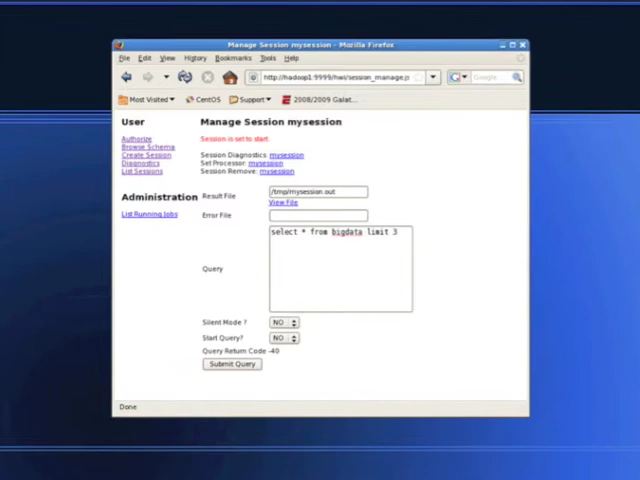 Manage Session mysession - Mozilla Firefox
File Edit View History Bookmarks Tools Help
http://hadoop1:9999/hwi/session_manage.js
Google
Most Visited CentOS Support 2008/2009 Galat...
User
Authorize
Browse Schema
Create Session
Diagnostics
List Sessions
Administration
List Running Jobs
Manage Session mysession
Session is set to start.
Session Diagnostics: mysession
Set Processor: mysession
Session Remove: mysession
Result File /tmp/mysession.out
View File
Error File
Query select * from bigdata limit 3
Silent Mode ? NO
Start Query? NO
Query Return Code -40
Submit Query
Done